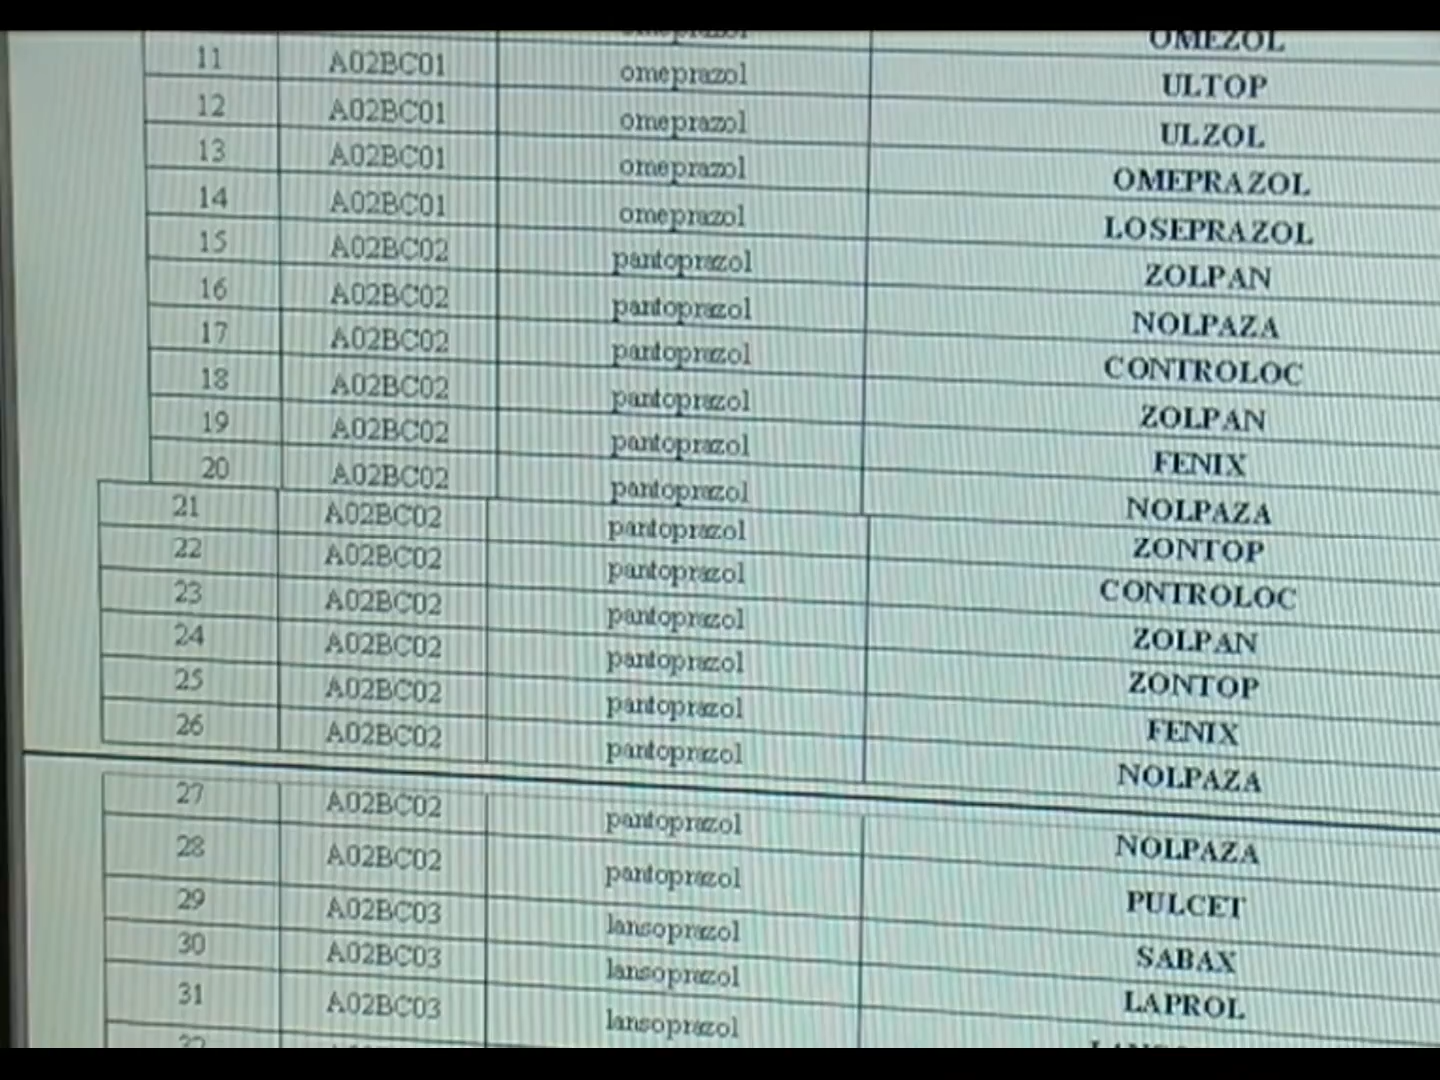 omeprazol OMEZOL
11 A02BC01 omeprazol ULTOP
12 A02BC01 omeprazol ULZOL
13 A02BC01 omeprazol OMEPRAZOL
14 A02BC01 omeprazol LOSEPRAZOL
15 A02BC02 pantoprazol ZOLPAN
16 A02BC02 pantoprazol NOLPAZA
17 A02BC02 pantoprazol CONTROLOC
18 A02BC02 pantoprazol ZOLPAN
19 A02BC02 pantoprazol FENIX
20 A02BC02 pantoprazol NOLPAZA
21 A02BC02 pantoprazol ZONTOP
22 A02BC02 pantoprazol CONTROLOC
23 A02BC02 pantoprazol ZOLPAN
24 A02BC02 pantoprazol ZONTOP
25 A02BC02 pantoprazol FENIX
26 A02BC02 pantoprazol NOLPAZA
27 A02BC02 pantoprazol NOLPAZA
28 A02BC02 pantoprazol PULCET
29 A02BC03 lansoprazol SABAX
30 A02BC03 lansoprazol LAPROL
31 A02BC03 lansoprazol